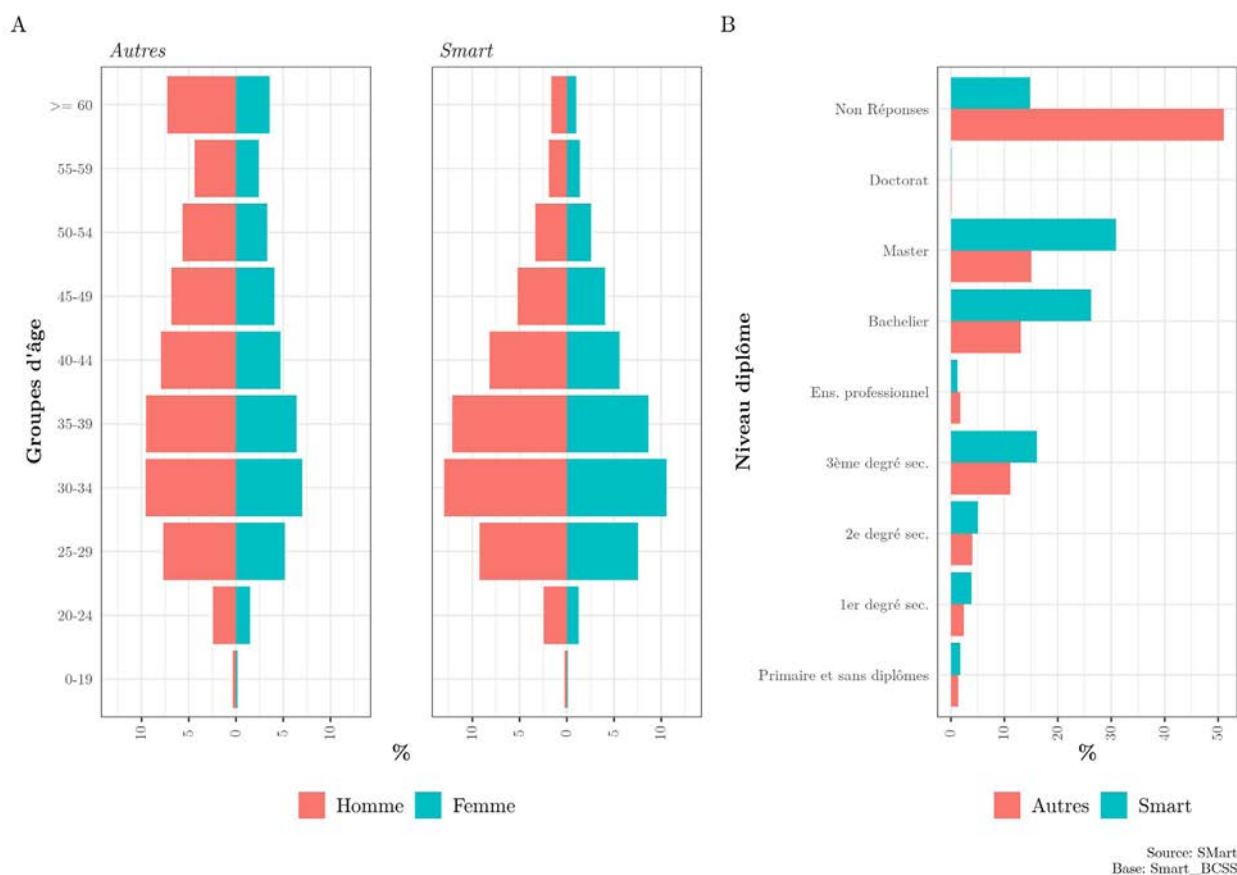 A
B
Autres
Smart
Groupes d'âge
>= 60
55-59
50-54
45-49
40-44
35-39
30-34
25-29
20-24
0-19
10
5
0
5
10
10
5
0
5
10
%
Homme
Femme
Niveau diplôme
Non Réponses
Doctorat
Master
Bachelier
Ens. professionnel
3ème degré sec.
2e degré sec.
1er degré sec.
Primaire et sans diplômes
0
10
20
30
40
50
%
Autres
Smart
Source: SMart
Base: Smart_BCSS